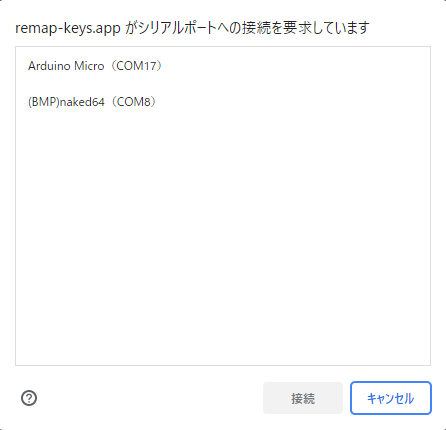 remap-keys.app がシリアルポートへの接続を要求しています
Arduino Micro（COM17）
(BMP)naked64（COM8）
接続
キャンセル